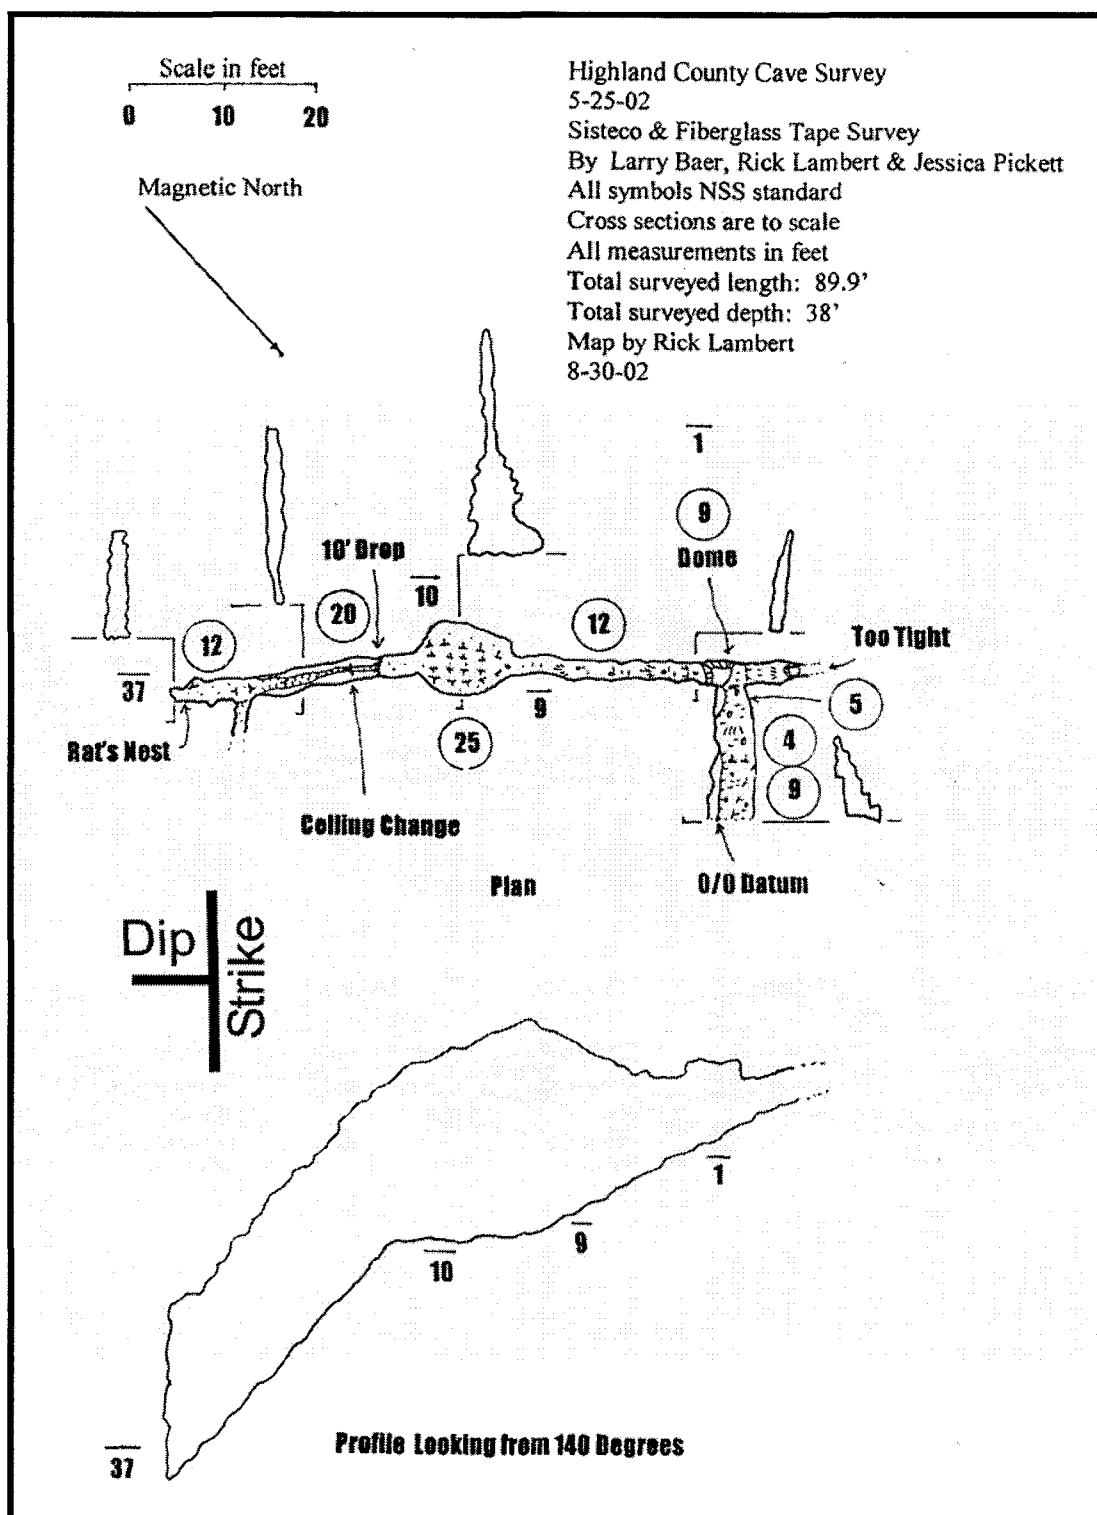 Scale in feet
0 10 20
Magnetic North
Highland County Cave Survey
5-25-02
Sisteco & Fiberglass Tape Survey
By Larry Baer, Rick Lambert & Jessica Pickett
All symbols NSS standard
Cross sections are to scale
All measurements in feet
Total surveyed length: 89.9'
Total surveyed depth: 38'
Map by Rick Lambert
8-30-02
1
9
Dome
10' Drop
10
20
12
12
Too Tight
37
9
5
Rat's Nest
25
4
9
Ceiling Change
Plan
0/0 Datum
Dip
Strike
1
9
10
37
Profile Looking from 140 Degrees